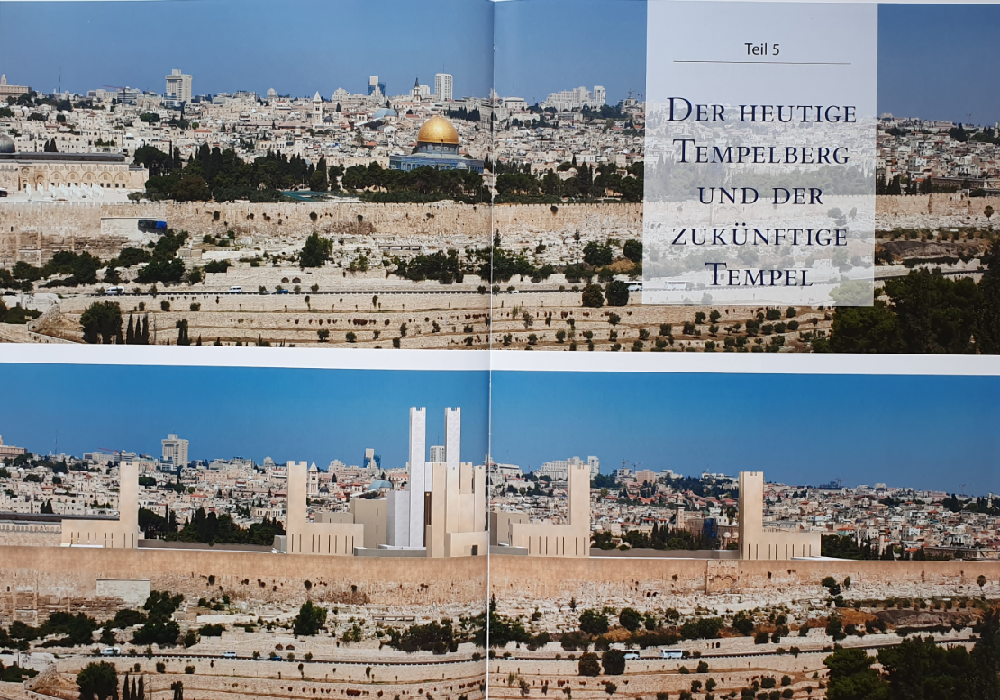 Teil 5
DER HEUTIGE
TEMPELBERG
UND DER
ZUKÜNFTIGE
TEMPEL